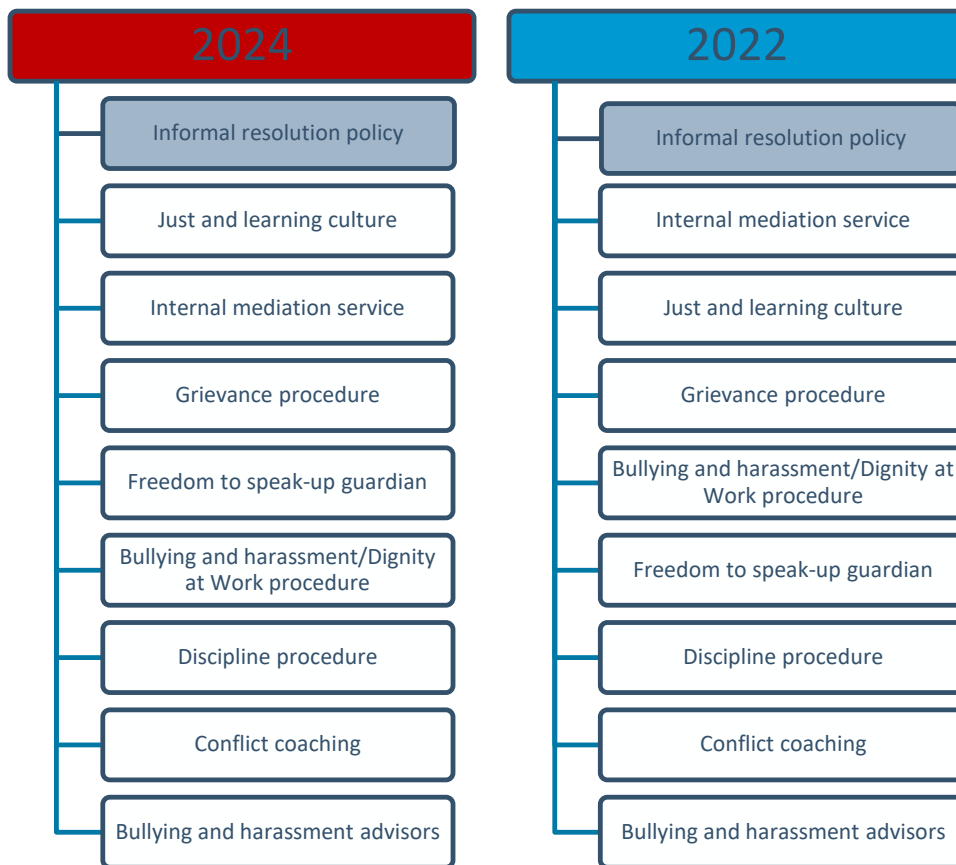 2024
Informal resolution policy
Just and learning culture
Internal mediation service
Grievance procedure
Freedom to speak-up guardian
Bullying and harassment/Dignity
at Work procedure
Discipline procedure
Conflict coaching
Bullying and harassment advisors
2022
Informal resolution policy
Internal mediation service
Just and learning culture
Grievance procedure
Bullying and harassment/Dignity at
Work procedure
Freedom to speak-up guardian
Discipline procedure
Conflict coaching
Bullying and harassment advisors